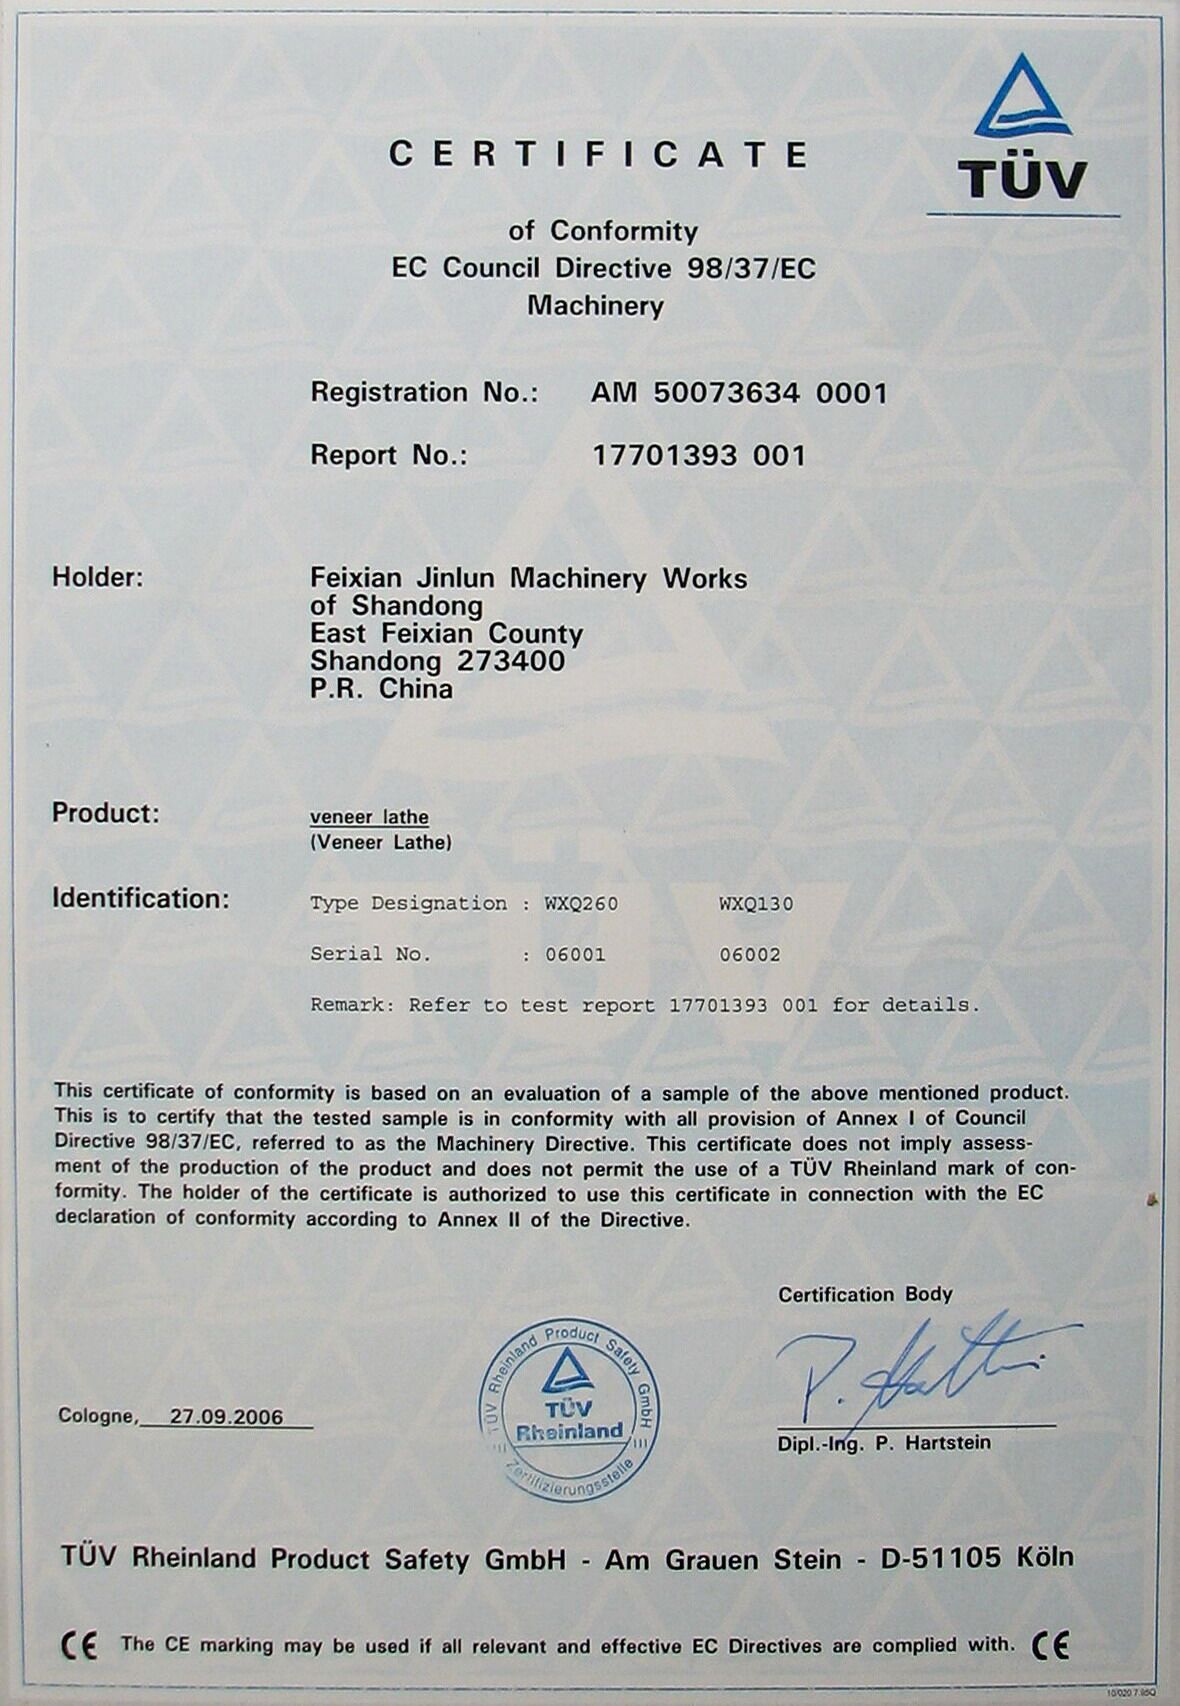 TÜV
CERTIFICATE
of Conformity
EC Council Directive 98/37/EC
Machinery
Registration No.: AM 50073634 0001
Report No.: 17701393 001
Holder: Feixian Jinlun Machinery Works
of Shandong
East Feixian County
Shandong 273400
P.R. China
Product: veneer lathe
(Veneer Lathe)
Identification: Type Designation : WXQ260 WXQ130
Serial No. : 06001 06002
Remark: Refer to test report 17701393 001 for details.
This certificate of conformity is based on an evaluation of a sample of the above mentioned product.
This is to certify that the tested sample is in conformity with all provision of Annex I of Council
Directive 98/37/EC, referred to as the Machinery Directive. This certificate does not imply assess-
ment of the production of the product and does not permit the use of a TÜV Rheinland mark of con-
formity. The holder of the certificate is authorized to use this certificate in connection with the EC
declaration of conformity according to Annex II of the Directive.
Certification Body
P. Hartstein
TÜV Rheinland Product Safety GmbH
TÜV
Rheinland
Zertifizierungsstelle
Cologne, 27.09.2006
Dipl.-Ing. P. Hartstein
TÜV Rheinland Product Safety GmbH - Am Grauen Stein - D-51105 Köln
CE The CE marking may be used if all relevant and effective EC Directives are complied with. CE